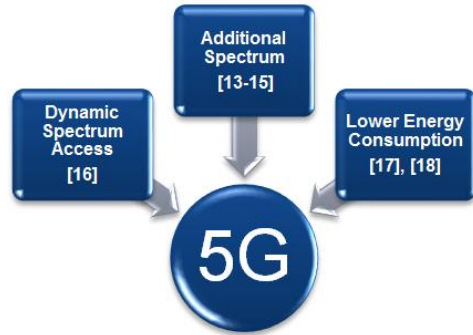 Additional
Spectrum
[13-15]
Dynamic
Spectrum
Access
[16]
Lower Energy
Consumption
[17], [18]
5G